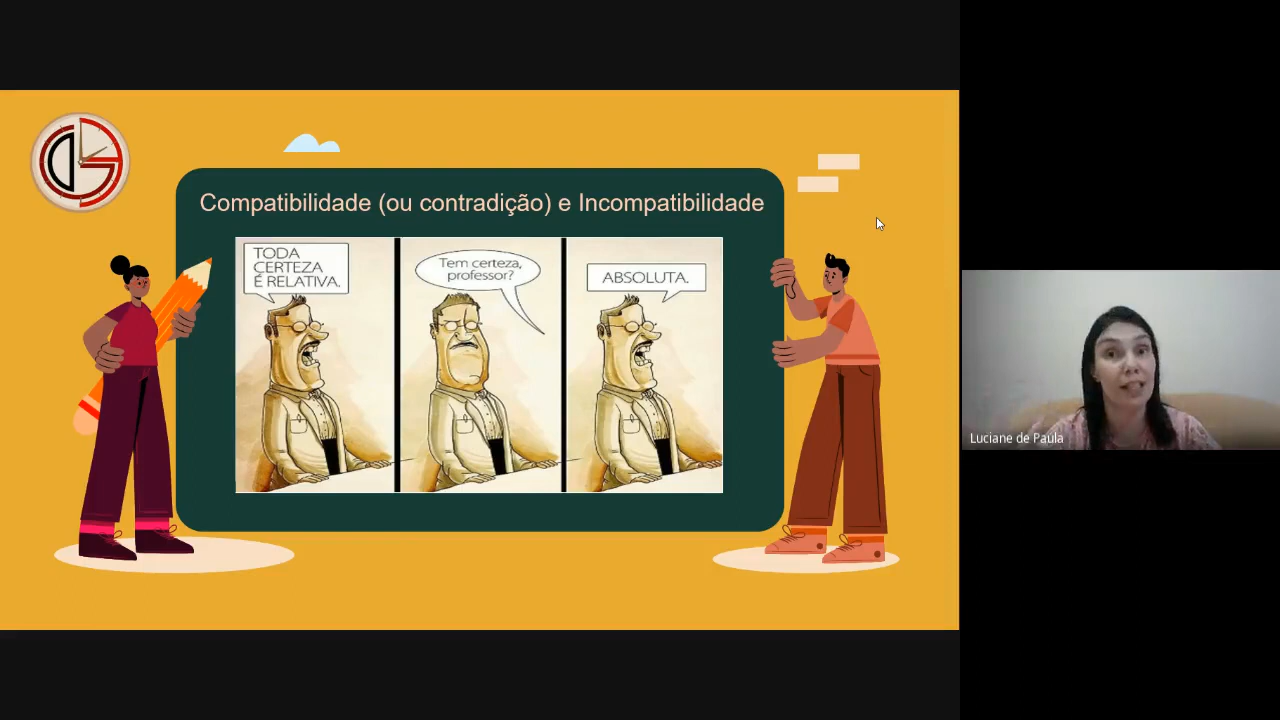 Compatibilidade (ou contradição) e Incompatibilidade
TODA
CERTEZA
É RELATIVA.
Tem certeza,
professor?
ABSOLUTA.
Luciane de Paula